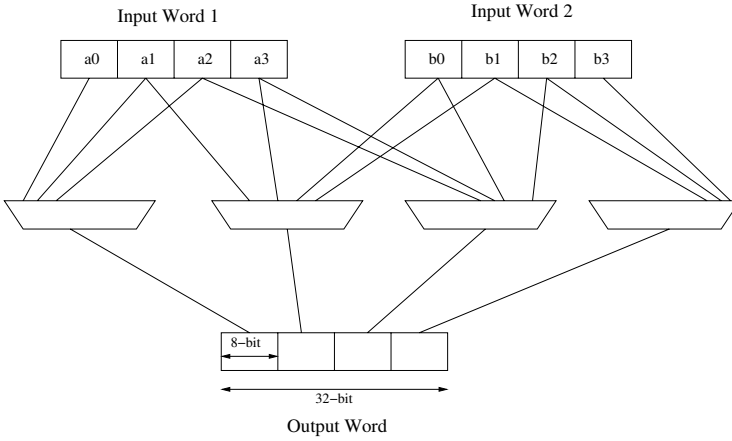 Input Word 1
Input Word 2
a0 a1 a2 a3
b0 b1 b2 b3
8-bit
32-bit
Output Word